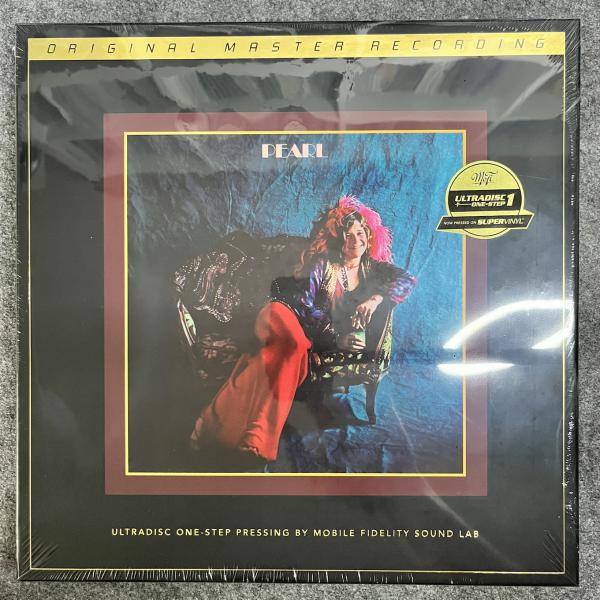 ORIGINAL MASTER RECORDING
PEARL
MoFi
ULTRADISC
ONE-STEP 1
NOW PRESSED ON SUPERVINYL
ULTRADISC ONE-STEP PRESSING BY MOBILE FIDELITY SOUND LAB